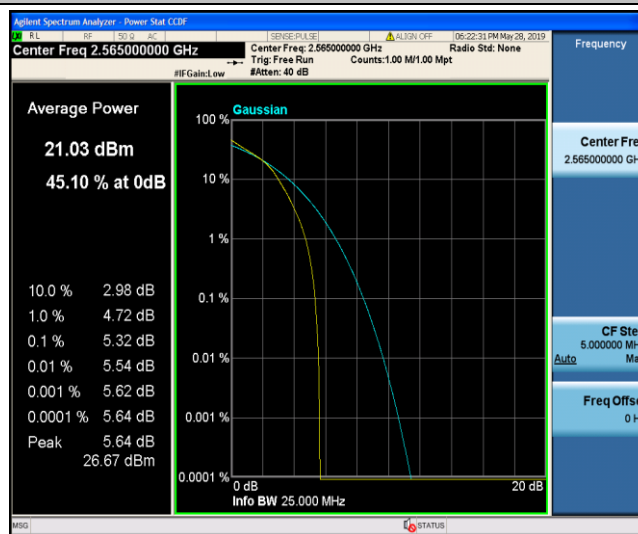 Agilent Spectrum Analyzer - Power Stat CCDF
RL RF 50 Ω AC SENSE:PULSE ALIGN OFF 06:22:31 PM May 28, 2019
Center Freq 2.565000000 GHz
Center Freq: 2.565000000 GHz Radio Std: None
Trig: Free Run Counts:1.00 M/1.00 Mpt
#IFGain:Low #Atten: 40 dB
Frequency
Average Power
21.03 dBm
45.10 % at 0dB
10.0 % 2.98 dB
1.0 % 4.72 dB
0.1 % 5.32 dB
0.01 % 5.54 dB
0.001 % 5.62 dB
0.0001 % 5.64 dB
Peak 5.64 dB
26.67 dBm
Gaussian
100 %
10 %
1 %
0.1 %
0.01 %
0.001 %
0.0001 %
0 dB 20 dB
Info BW 25.000 MHz
Center Fre
2.565000000 GH
CF Ste
5.000000 MH
Auto Ma
Freq Offse
0 H
MSG STATUS